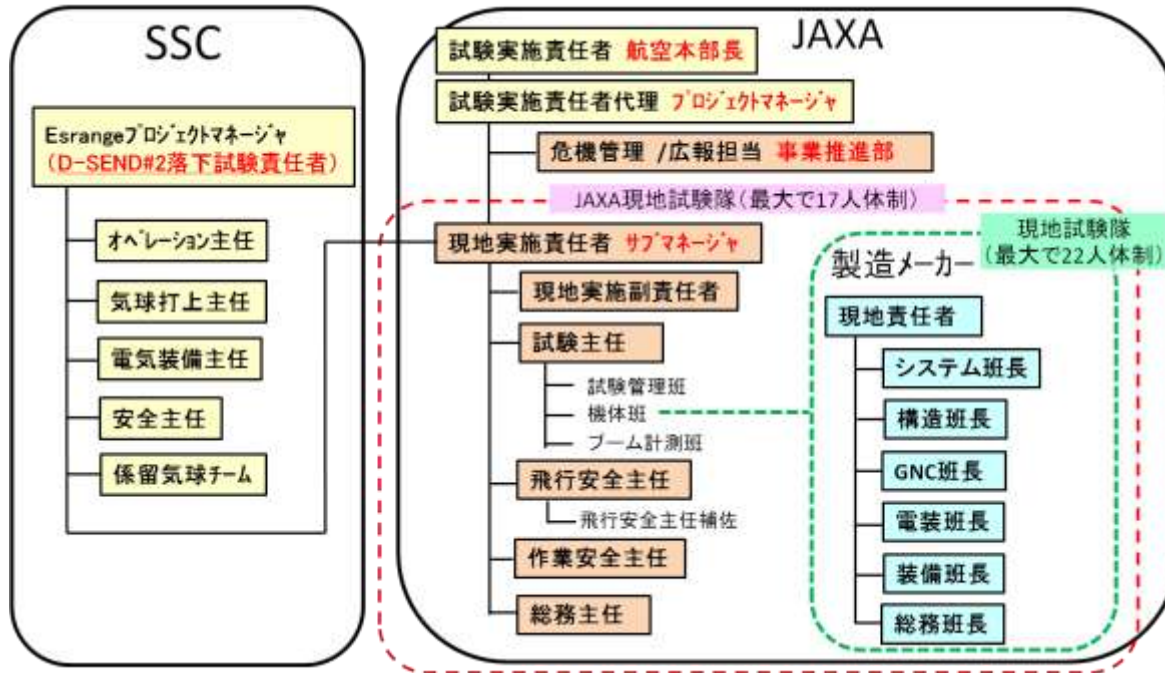 SSC
Esrangeプロジェクトマネージャ
(D-SEND#2落下試験責任者)
オペレーション主任
気球打上主任
電気装備主任
安全主任
係留気球チーム
JAXA
試験実施責任者 航空本部長
試験実施責任者代理 プロジェクトマネージャ
危機管理 /広報担当 事業推進部
JAXA現地試験隊(最大で17人体制)
現地実施責任者 サブマネージャ
現地実施副責任者
試験主任
試験管理班
機体班
ブーム計測班
飛行安全主任
飛行安全主任補佐
作業安全主任
総務主任
現地試験隊
(最大で22人体制)
製造メーカー
現地責任者
システム班長
構造班長
GNC班長
電装班長
装備班長
総務班長